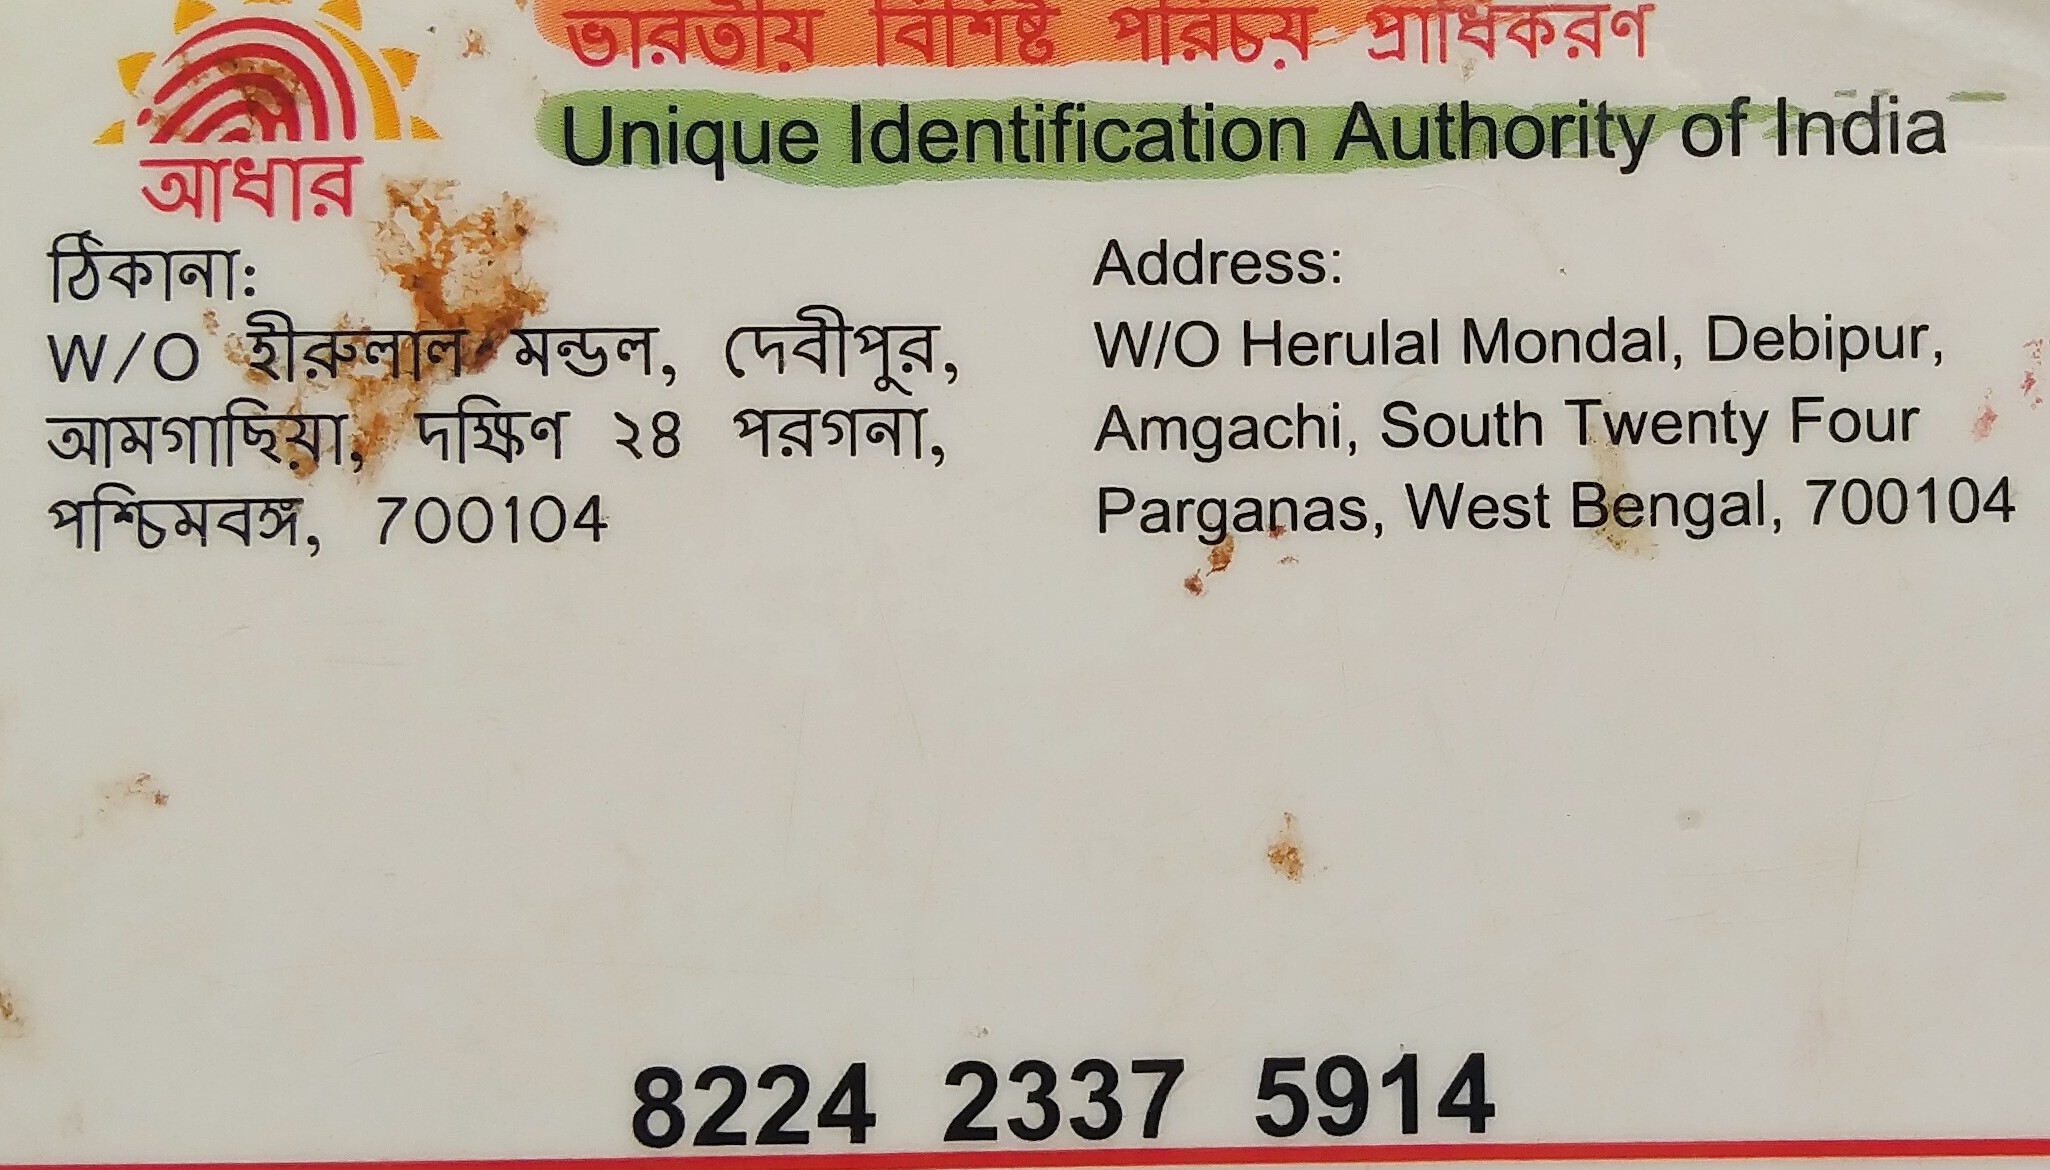 ভারতীয় বিশিষ্ট পরিচয় প্রাধিকরণ
Unique Identification Authority of India
আধার
ঠিকানা:
W/O হীরুলাল মন্ডল, দেবীপুর,
আমগাছিয়া, দক্ষিণ ২৪ পরগনা,
পশ্চিমবঙ্গ, 700104
Address:
W/O Herulal Mondal, Debipur,
Amgachi, South Twenty Four
Parganas, West Bengal, 700104
8224 2337 5914